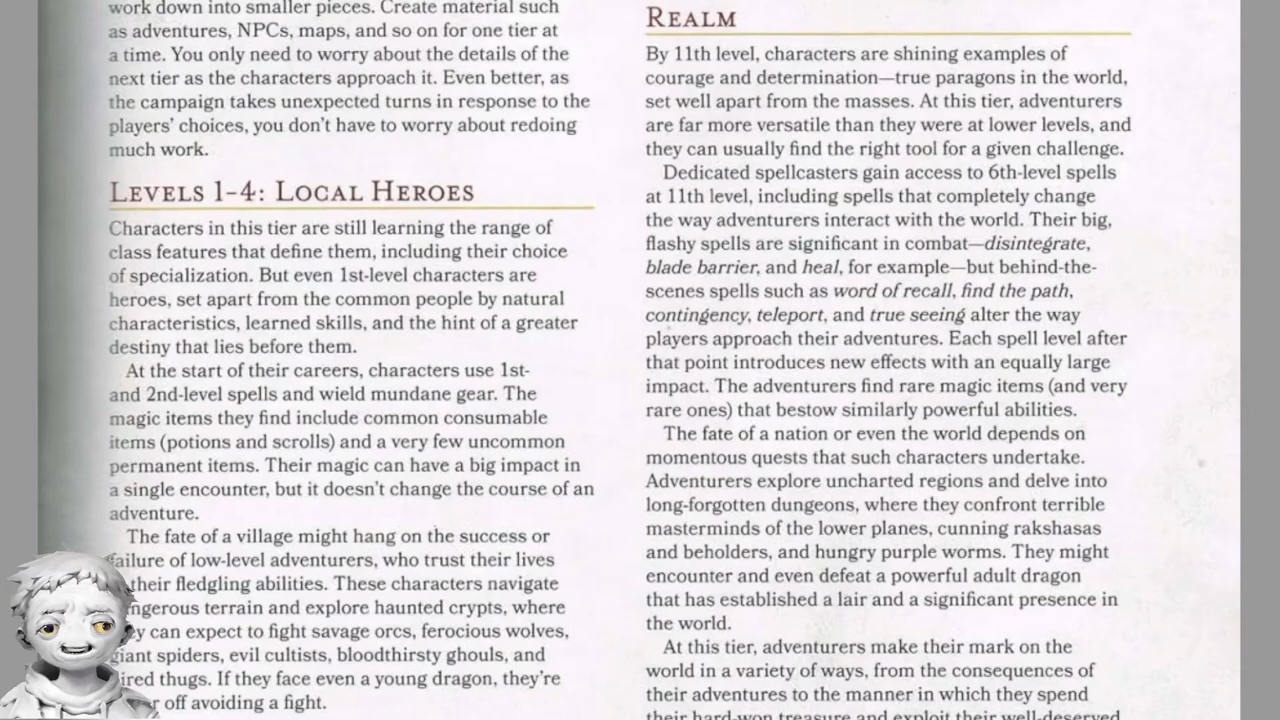 work down into smaller pieces. Create material such
as adventures, NPCs, maps, and so on for one tier at
a time. You only need to worry about the details of the
next tier as the characters approach it. Even better, as
the campaign takes unexpected turns in response to the
players' choices, you don't have to worry about redoing
much work.
Levels 1–4: Local Heroes
Characters in this tier are still learning the range of
class features that define them, including their choice
of specialization. But even 1st-level characters are
heroes, set apart from the common people by natural
characteristics, learned skills, and the hint of a greater
destiny that lies before them.
At the start of their careers, characters use 1st-
and 2nd-level spells and wield mundane gear. The
magic items they find include common consumable
items (potions and scrolls) and a very few uncommon
permanent items. Their magic can have a big impact in
a single encounter, but it doesn't change the course of an
adventure.
The fate of a village might hang on the success or
failure of low-level adventurers, who trust their lives
their fledgling abilities. These characters navigate
terrain and explore haunted crypts, where
can expect to fight savage orcs, ferocious wolves,
giant spiders, evil cultists, bloodthirsty ghouls, and
thugs. If they face even a young dragon, they're
off avoiding a fight.
Realm
By 11th level, characters are shining examples of
courage and determination—true paragons in the world,
set well apart from the masses. At this tier, adventurers
are far more versatile than they were at lower levels, and
they can usually find the right tool for a given challenge.
Dedicated spellcasters gain access to 6th-level spells
at 11th level, including spells that completely change
the way adventurers interact with the world. Their big,
flashy spells are significant in combat—disintegrate,
blade barrier, and heal, for example—but behind-the-
scenes spells such as word of recall, find the path,
contingency, teleport, and true seeing alter the way
players approach their adventures. Each spell level after
that point introduces new effects with an equally large
impact. The adventurers find rare magic items (and very
rare ones) that bestow similarly powerful abilities.
The fate of a nation or even the world depends on
momentous quests that such characters undertake.
Adventurers explore uncharted regions and delve into
long-forgotten dungeons, where they confront terrible
masterminds of the lower planes, cunning rakshasas
and beholders, and hungry purple worms. They might
encounter and even defeat a powerful adult dragon
that has established a lair and a significant presence in
the world.
At this tier, adventurers make their mark on the
world in a variety of ways, from the consequences of
their adventures to the manner in which they spend
their hard-won treasure and exploit their well-deserved